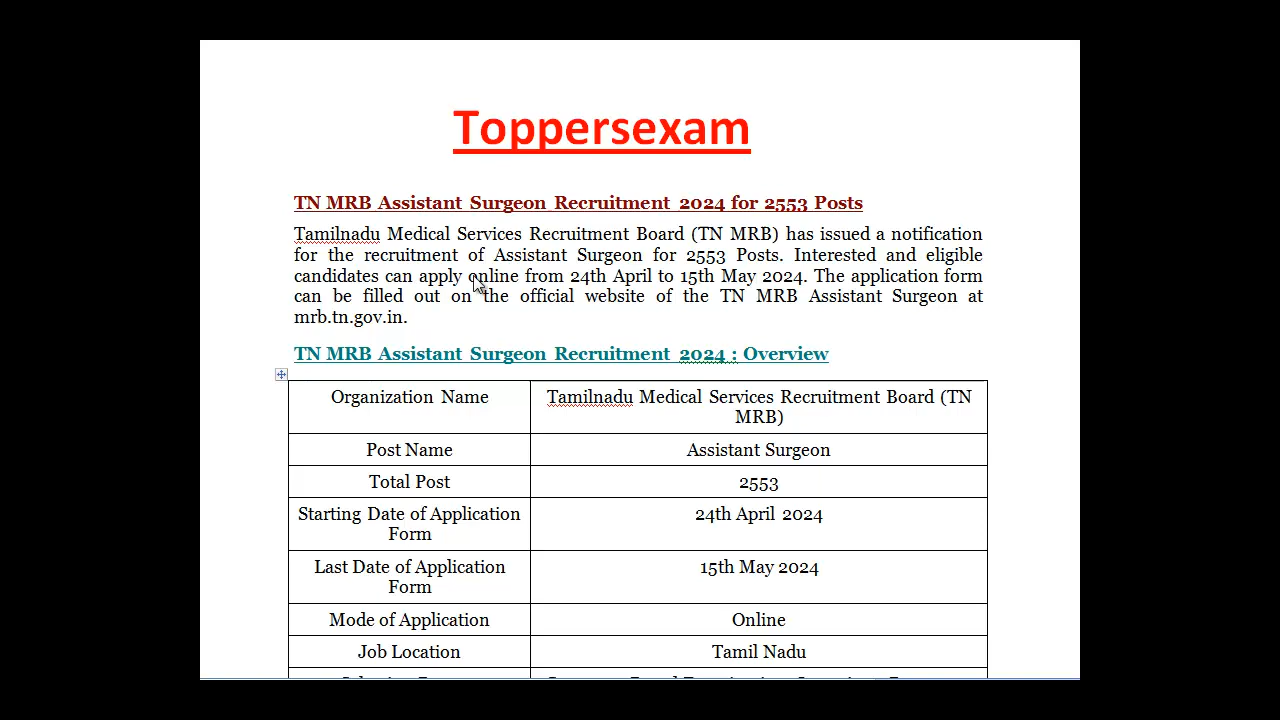 Toppersexam
TN MRB Assistant Surgeon Recruitment 2024 for 2553 Posts
Tamilnadu Medical Services Recruitment Board (TN MRB) has issued a notification
for the recruitment of Assistant Surgeon for 2553 Posts. Interested and eligible
candidates can apply online from 24th April to 15th May 2024. The application form
can be filled out on the official website of the TN MRB Assistant Surgeon at
mrb.tn.gov.in.
TN MRB Assistant Surgeon Recruitment 2024 : Overview
Organization Name
Tamilnadu Medical Services Recruitment Board (TN
MRB)
Post Name
Assistant Surgeon
Total Post
2553
Starting Date of Application
Form
24th April 2024
Last Date of Application
Form
15th May 2024
Mode of Application
Online
Job Location
Tamil Nadu